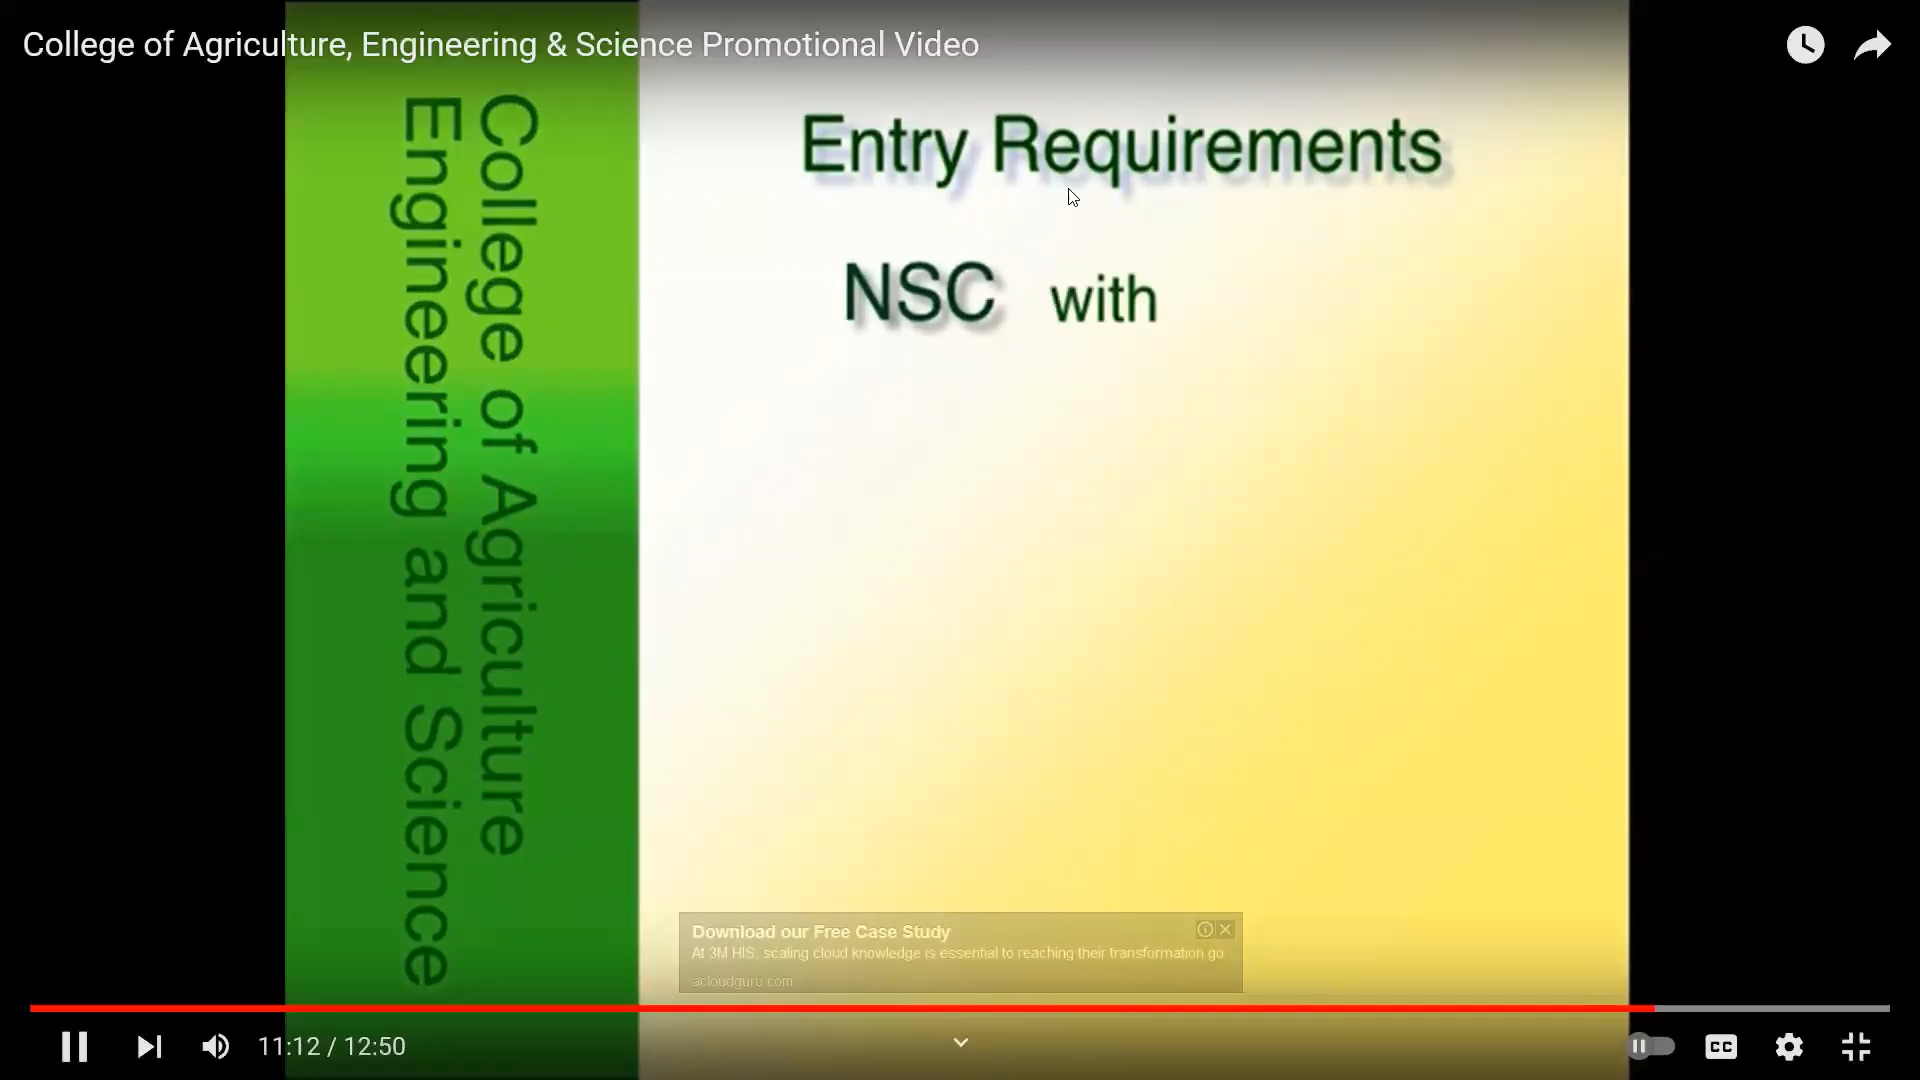 College of Agriculture, Engineering & Science Promotional Video
College of Agriculture
Engineering and Science
Entry Requirements
NSC with
Download our Free Case Study
At 3M HIS, scaling cloud knowledge is essential to reaching their transformation go
acloudguru.com
11:12 / 12:50
CC